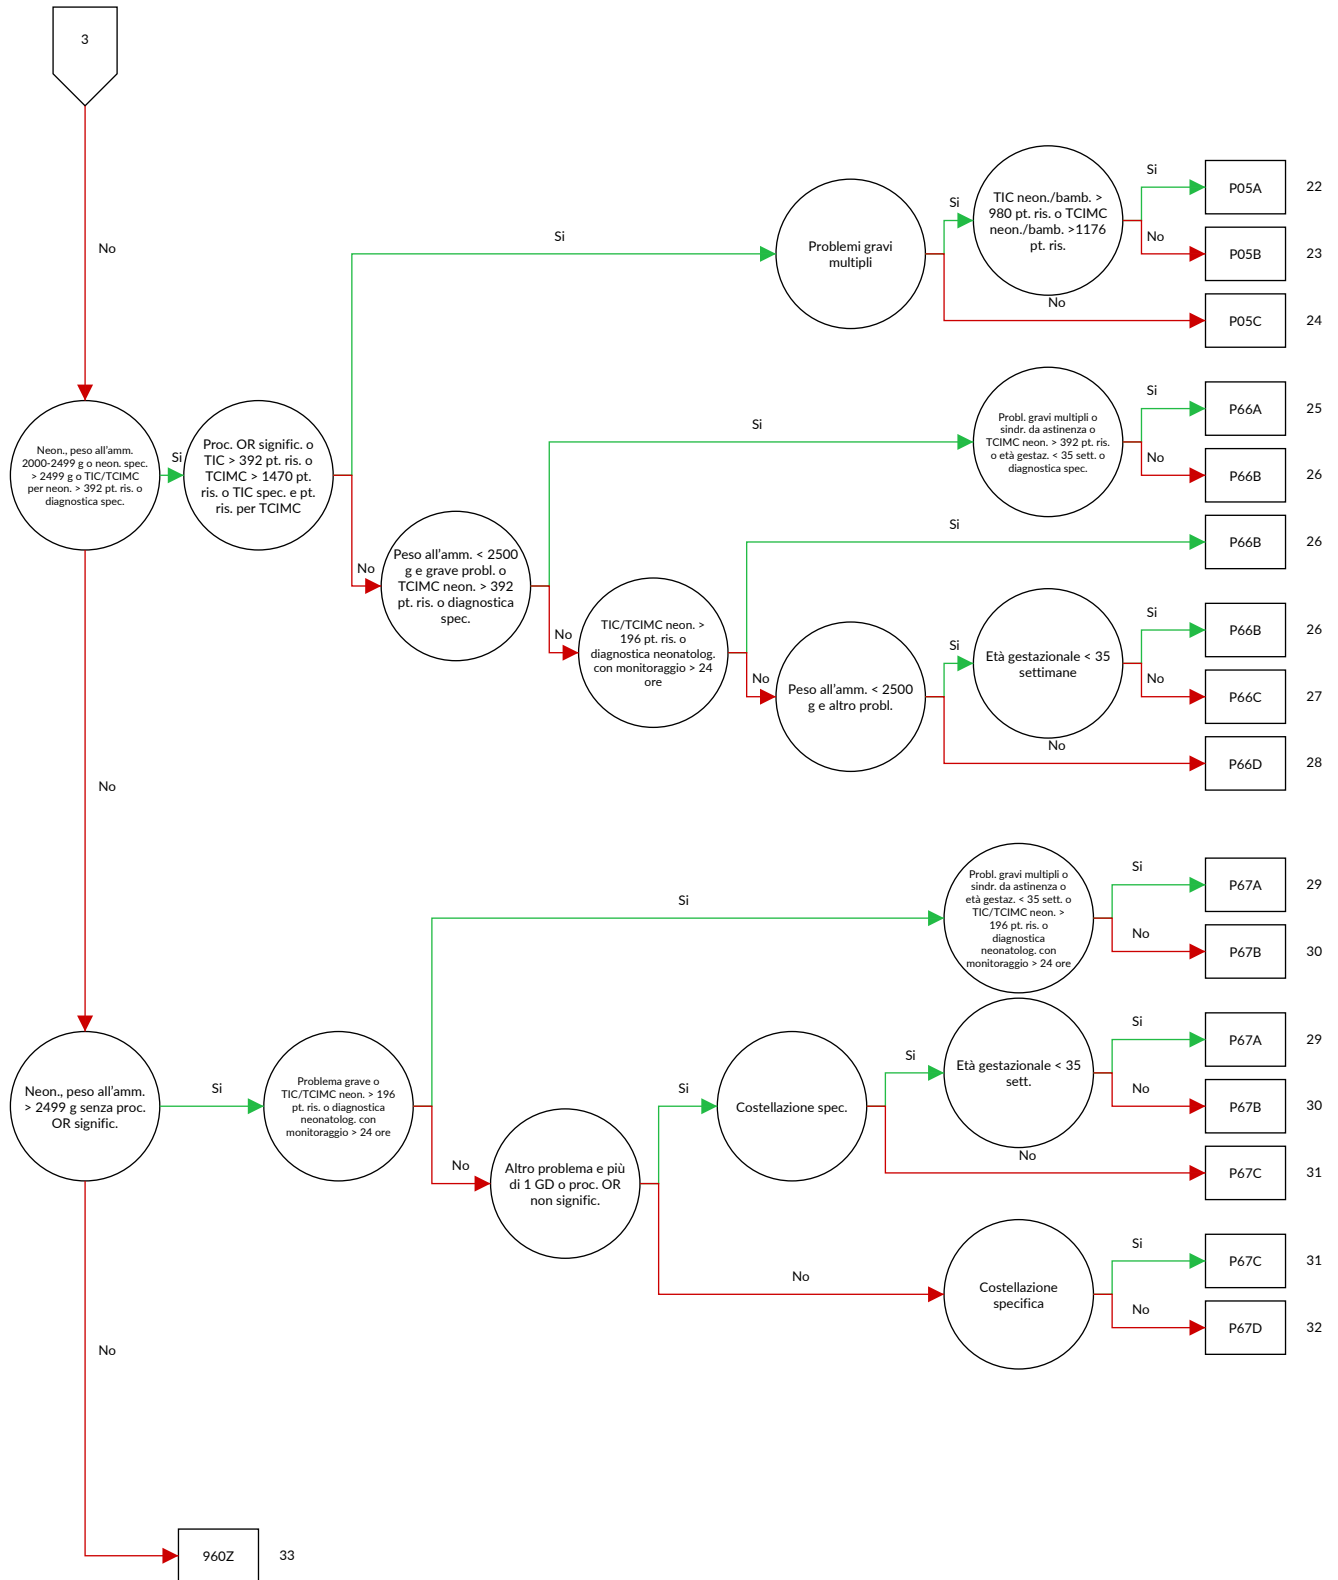 3
No
Neon., peso all'amm.
2000-2499 g o neon. spec.
> 2499 g o TIC/TCIMC
per neon. > 392 pt. ris. o
diagnostica spec.
Si
Proc. OR signific. o
TIC > 392 pt. ris. o
TCIMC > 1470 pt.
ris. o TIC spec. e pt.
ris. per TCIMC
Si
Problemi gravi
multipli
Si
TIC neon./bamb. >
980 pt. ris. o TCIMC
neon./bamb. >1176
pt. ris.
Si
P05A
22
No
P05B
23
No
P05C
24
No
Peso all'amm. < 2500
g e grave probl. o
TCIMC neon. > 392
pt. ris. o diagnostica
spec.
Si
Probl. gravi multipli o
sindr. da astinenza o
TCIMC neon. > 392 pt. ris.
o età gestaz. < 35 sett. o
diagnostica spec.
Si
P66A
25
No
P66B
26
No
TIC/TCIMC neon. >
196 pt. ris. o
diagnostica neonatolog.
con monitoraggio > 24
ore
Si
P66B
26
No
Peso all'amm. < 2500
g e altro probl.
Si
Età gestazionale < 35
settimane
Si
P66B
26
No
P66C
27
No
P66D
28
No
Neon., peso all'amm.
> 2499 g senza proc.
OR signific.
Si
Problema grave o
TIC/TCIMC neon. > 196
pt. ris. o diagnostica
neonatolog. con
monitoraggio > 24 ore
Si
Probl. gravi multipli o
sindr. da astinenza o
età gestaz. < 35 sett. o
TIC/TCIMC neon. >
196 pt. ris. o
diagnostica
neonatolog. con
monitoraggio > 24 ore
Si
P67A
29
No
P67B
30
No
Altro problema e più
di 1 GD o proc. OR
non signific.
Si
Costellazione spec.
Si
Età gestazionale < 35
sett.
Si
P67A
29
No
P67B
30
No
P67C
31
No
Costellazione
specifica
Si
P67C
31
No
P67D
32
No
960Z
33